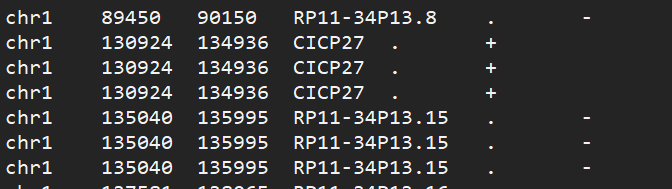 chr1	89450	90150	RP11-34P13.8	.	-
chr1	130924	134936	CICP27	.	+
chr1	130924	134936	CICP27	.	+
chr1	130924	134936	CICP27	.	+
chr1	135040	135995	RP11-34P13.15	.	-
chr1	135040	135995	RP11-34P13.15	.	-
chr1	135040	135995	RP11-34P13.15	.	-